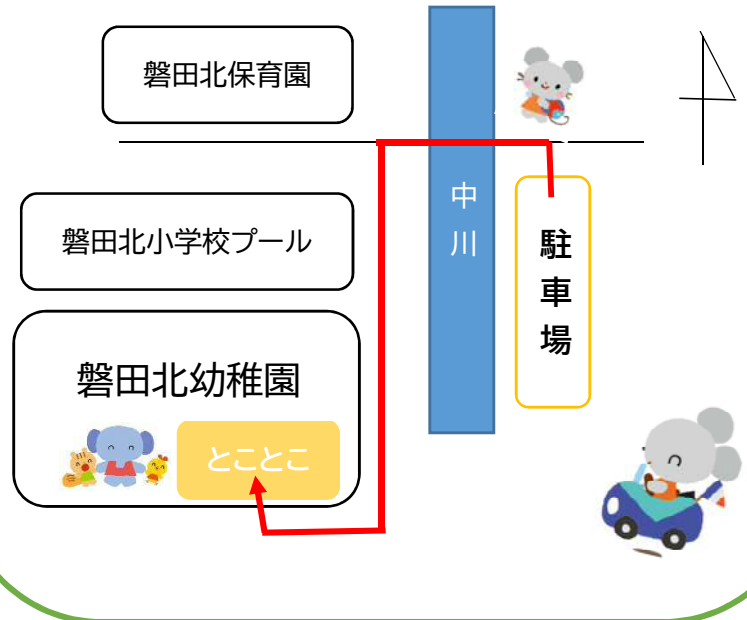 磐田北保育園
中川
磐田北小学校プール
駐車場
磐田北幼稚園
とことこ